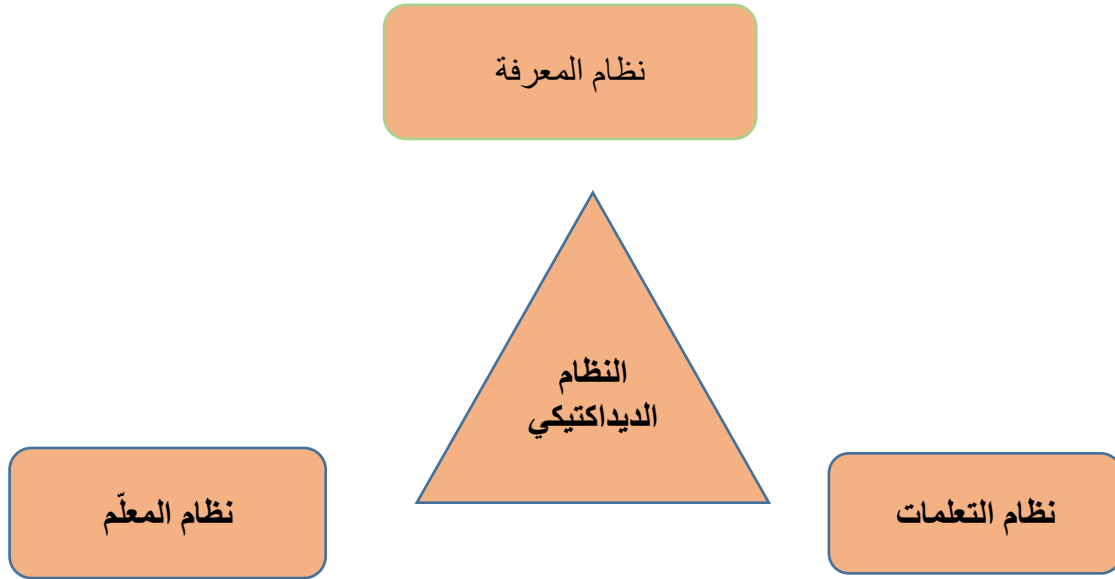 نظام المعرفة
النظام
الديداكتيكي
نظام التعلمات
نظام المعلّم